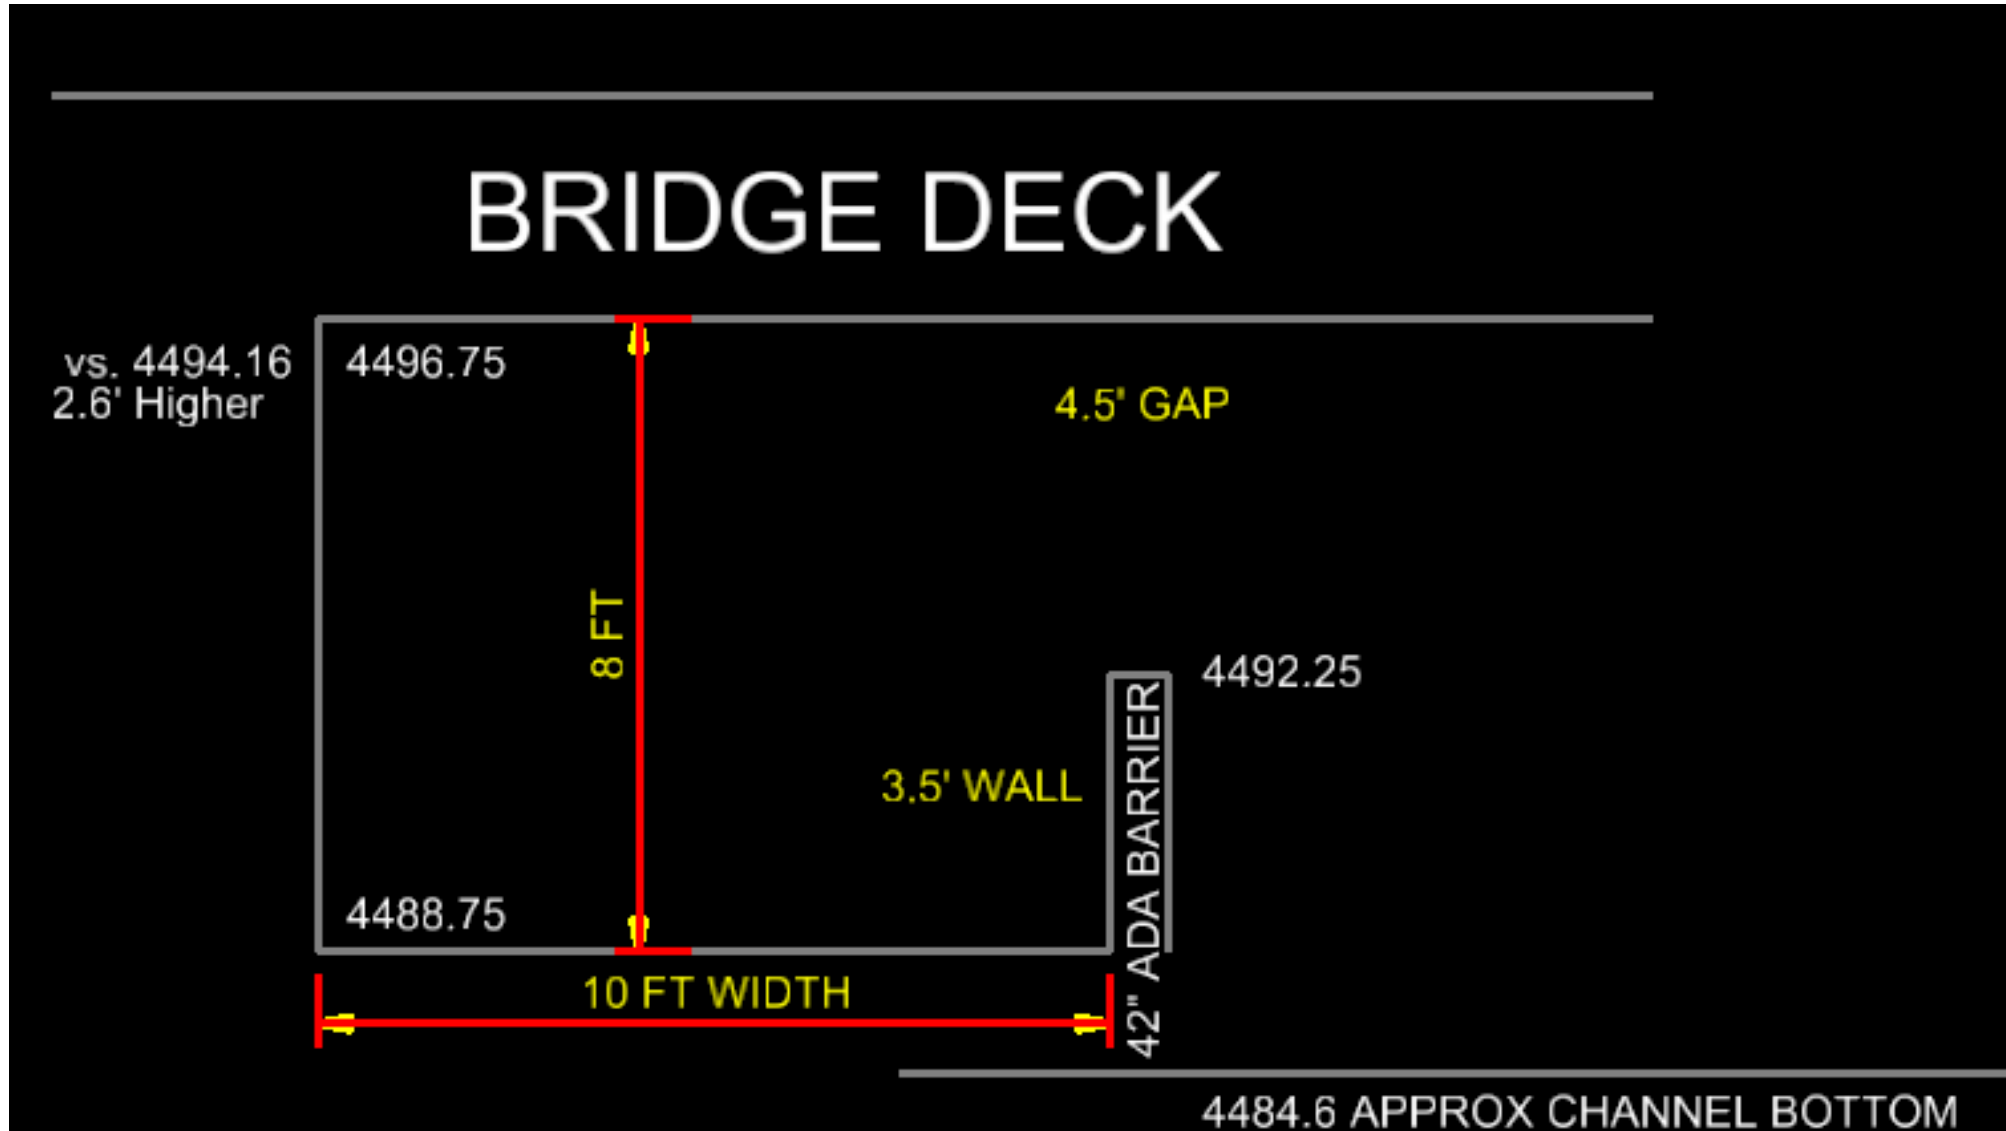 BRIDGE DECK
vs. 4494.16
2.6' Higher
4496.75
4.5' GAP
8 FT
4492.25
3.5' WALL
42" ADA BARRIER
4488.75
10 FT WIDTH
4484.6 APPROX CHANNEL BOTTOM